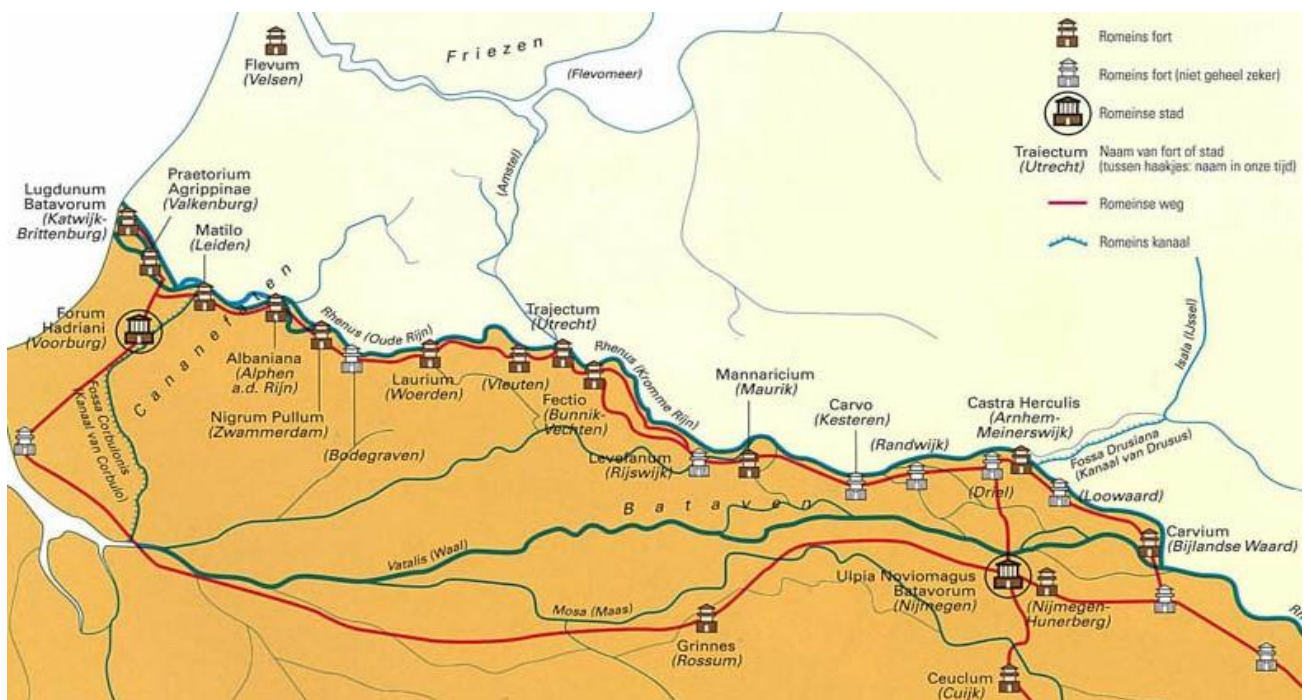 Flevum
(Velsen)
Friezen
(Flevomeer)
(Amstel)
Romeins fort
Romeins fort (niet geheel zeker)
Romeinse stad
Traiectum
(Utrecht)
Naam van fort of stad
(tussen haakjes: naam in onze tijd)
Romeinse weg
Romeins kanaal
Praetorium
Agrippinae
(Valkenburg)
Lugdunum
Batavorum
(Katwijk-
Brittenburg)
Matilo
(Leiden)
Forum
Hadriani
(Voorburg)
Cananefaten
Albaniana
(Alphen
a.d. Rijn)
Nigrum Pullum
(Zwammerdam)
(Bodegraven)
Rhenus (Oude Rijn)
Laurium
(Woerden)
(Vleuten)
Trajectum
(Utrecht)
Rhenus (Kromme Rijn)
Fectio
(Bunnik-
Vechten)
Levefanum
(Rijswijk)
Mannaricium
(Maurik)
Carvo
(Kesteren)
(Randwijk)
Castra Herculis
(Arnhem-
Meinerswijk)
(Driel)
Isala (IJssel)
Fossa Drusiana
(Kanaal van Drusus)
(Loowaard)
Carvium
(Bijlandse Waard)
Fossa Corbulonis
(Kanaal van Corbulo)
Bataven
Vatalis (Waal)
Mosa (Maas)
Grinnes
(Rossum)
Ulpia Noviomagus
Batavorum
(Nijmegen)
(Nijmegen-
Hunerberg)
Ceuclum
(Cuijk)